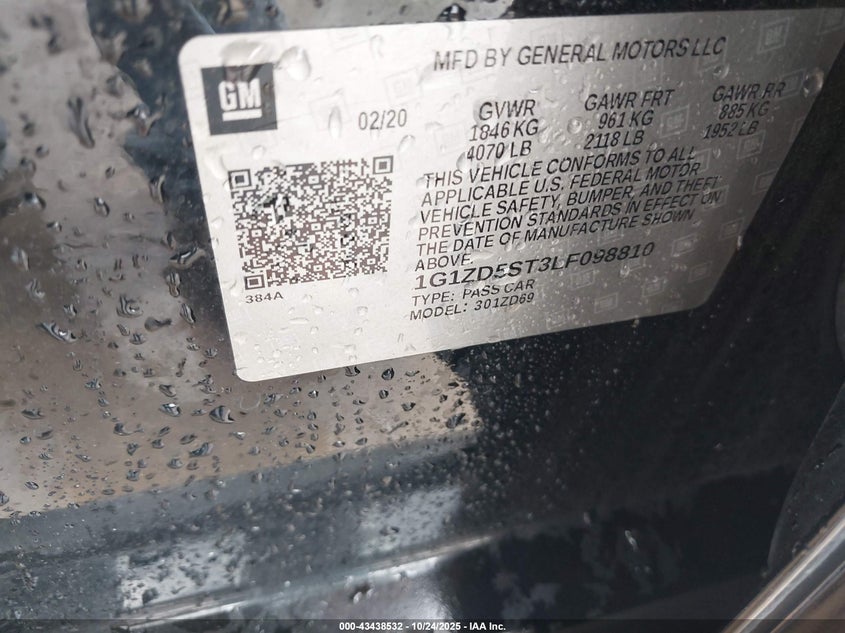 MFD BY GENERAL MOTORS LLC
GM
02/20
GVWR GAWR FRT GAWR RR
1846 KG 961 KG 885 KG
4070 LB 2118 LB 1952 LB
THIS VEHICLE CONFORMS TO ALL
APPLICABLE U.S. FEDERAL MOTOR
VEHICLE SAFETY, BUMPER, AND THEFT
PREVENTION STANDARDS IN EFFECT ON
THE DATE OF MANUFACTURE SHOWN
ABOVE.
1G1ZD5ST3LF098810
TYPE: PASS CAR
MODEL: 301ZD69
384A
000-43438532 - 10/24/2025 - IAA Inc.